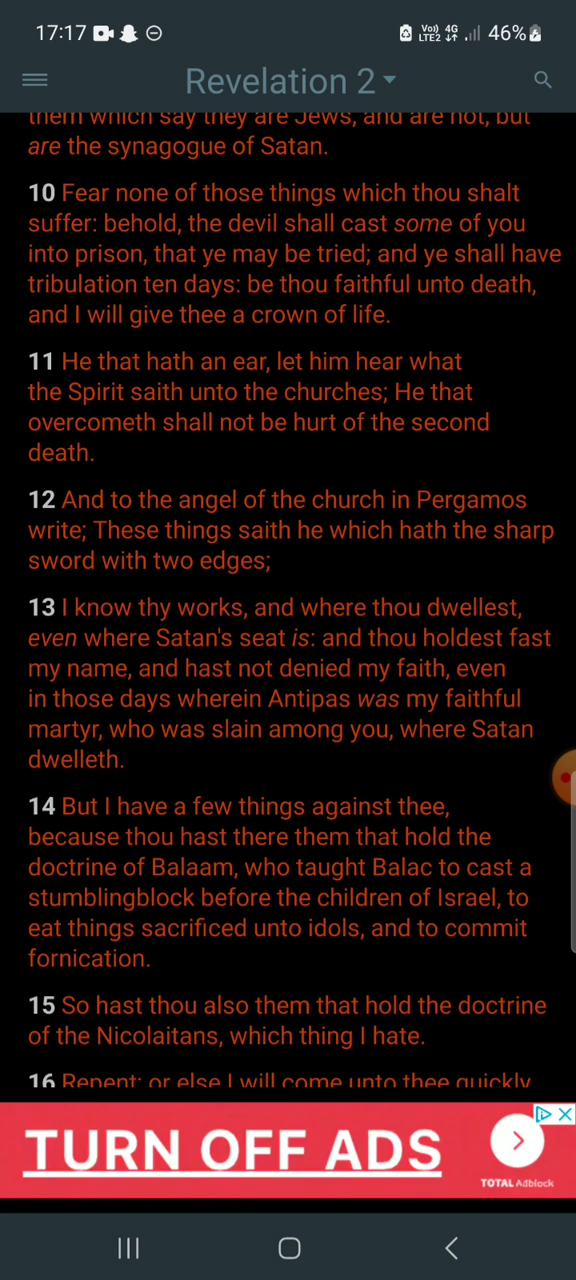 17:17 Vo)) 4G LTE2 46%
Revelation 2
them which say they are Jews, and are not, but
are the synagogue of Satan.
10 Fear none of those things which thou shalt
suffer: behold, the devil shall cast some of you
into prison, that ye may be tried; and ye shall have
tribulation ten days: be thou faithful unto death,
and I will give thee a crown of life.
11 He that hath an ear, let him hear what
the Spirit saith unto the churches; He that
overcometh shall not be hurt of the second
death.
12 And to the angel of the church in Pergamos
write; These things saith he which hath the sharp
sword with two edges;
13 I know thy works, and where thou dwellest,
even where Satan's seat is: and thou holdest fast
my name, and hast not denied my faith, even
in those days wherein Antipas was my faithful
martyr, who was slain among you, where Satan
dwelleth.
14 But I have a few things against thee,
because thou hast there them that hold the
doctrine of Balaam, who taught Balac to cast a
stumblingblock before the children of Israel, to
eat things sacrificed unto idols, and to commit
fornication.
15 So hast thou also them that hold the doctrine
of the Nicolaitans, which thing I hate.
16 Repent; or else I will come unto thee quickly,
TURN OFF ADS
TOTAL Adblock